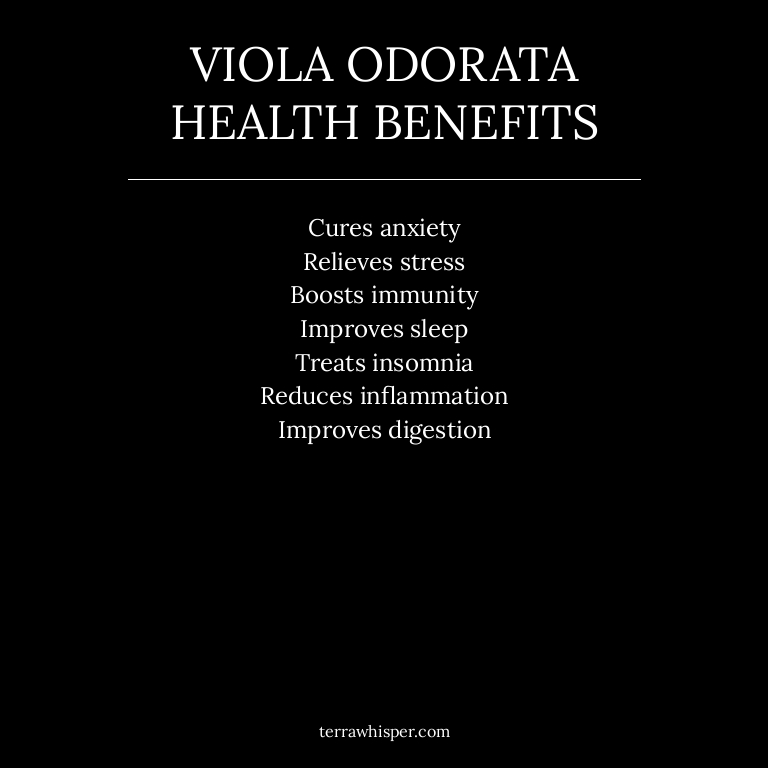 VIOLA ODORATA
HEALTH BENEFITS
Cures anxiety
Relieves stress
Boosts immunity
Improves sleep
Treats insomnia
Reduces inflammation
Improves digestion
terrawhisper.com